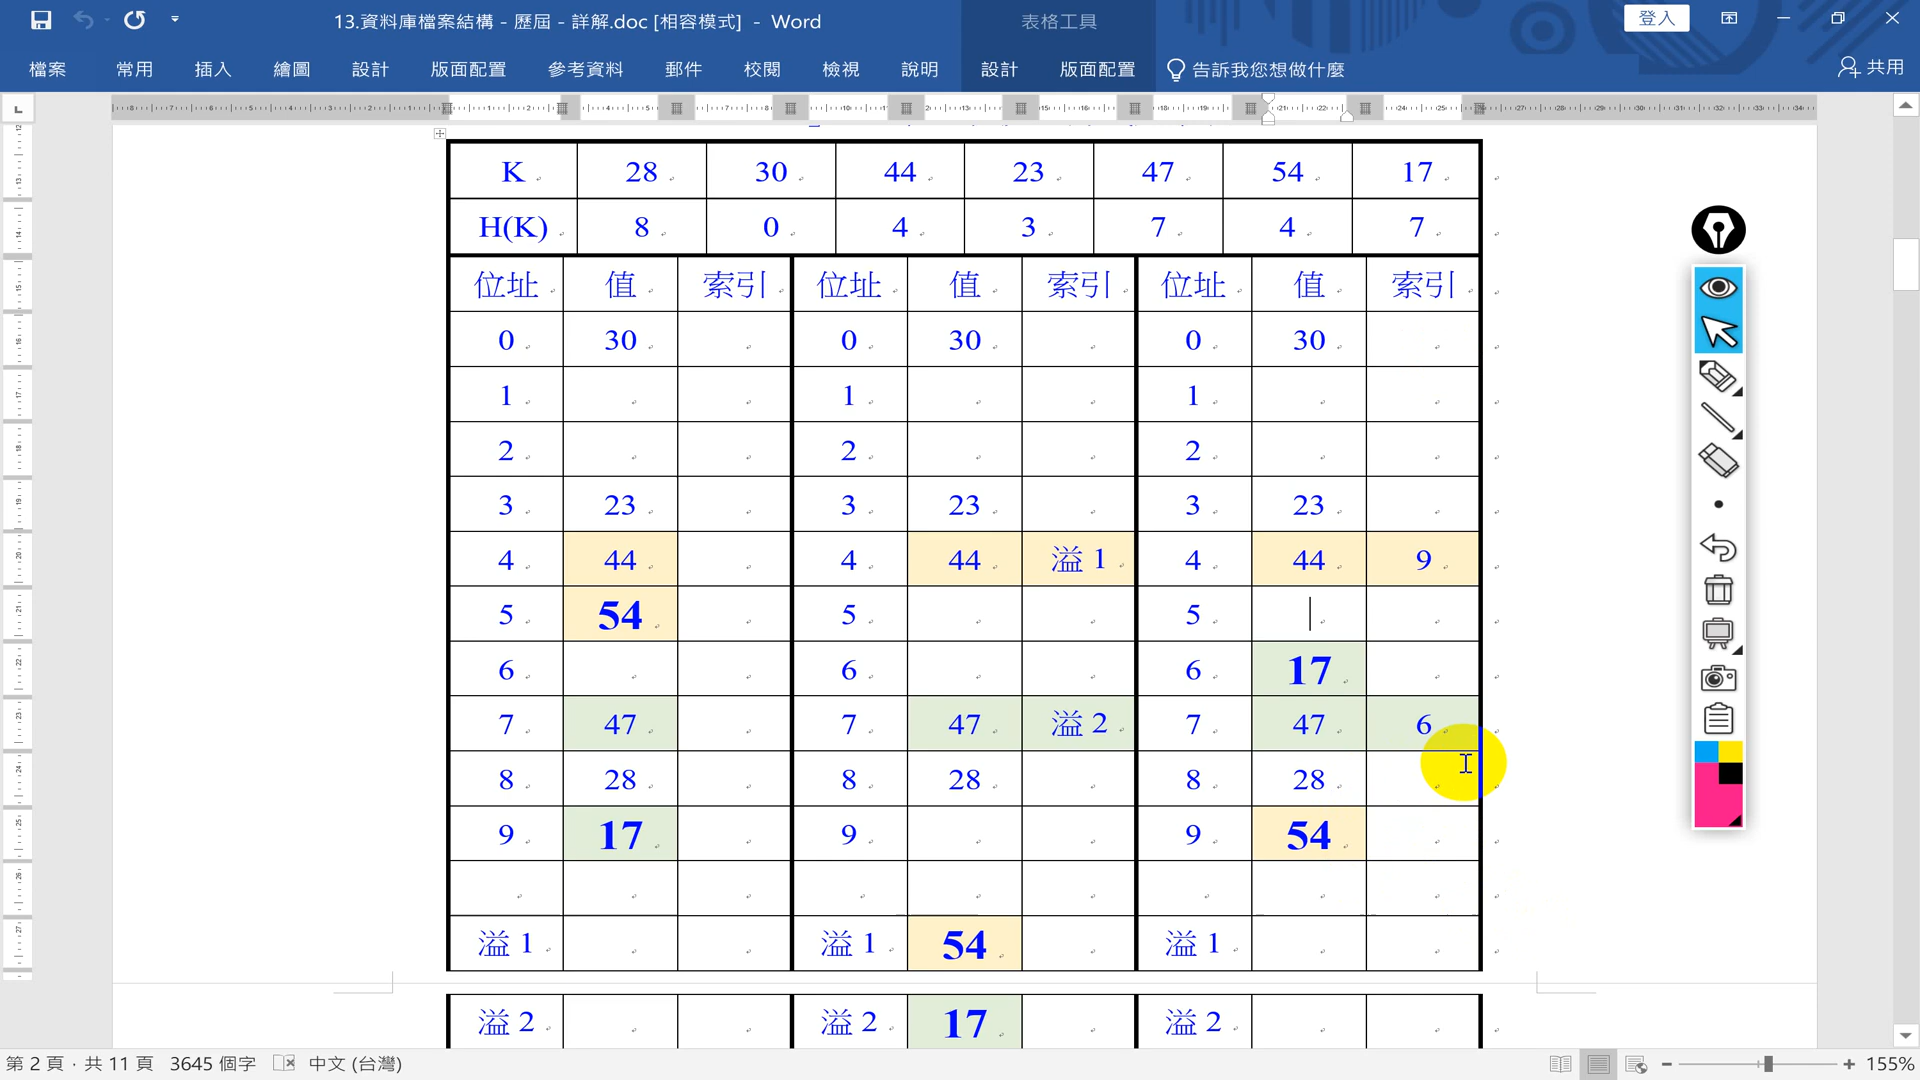 13.資料庫檔案結構 - 歷屆 - 詳解.doc [相容模式] - Word
表格工具
登入
檔案 常用 插入 繪圖 設計 版面配置 參考資料 郵件 校閱 檢視 說明 設計 版面配置 告訴我您想做什麼 共用
K 28 30 44 23 47 54 17
H(K) 8 0 4 3 7 4 7
位址 值 索引 位址 值 索引 位址 值 索引
0 30 0 30 0 30
1 1 1
2 2 2
3 23 3 23 3 23
4 44 4 44 溢 1 4 44 9
5 54 5 5
6 6 6 17
7 47 7 47 溢 2 7 47 6
8 28 8 28 8 28
9 17 9 9 54
溢 1 溢 1 54 溢 1
溢 2 溢 2 17 溢 2
第 2 頁，共 11 頁 3645 個字 中文 (台灣) 155%